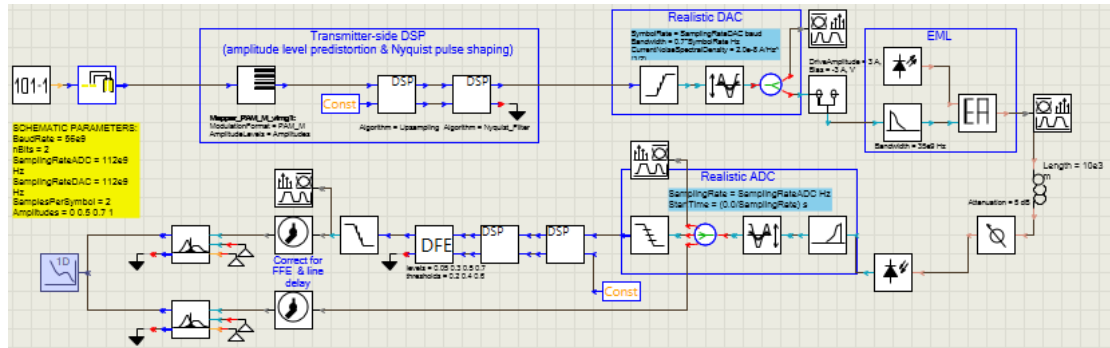 Realistic DAC
SymbolRate = SamplingRateDAC baud
Bandwidth = 0.7*SymbolRate Hz
CurrentNoiseSpectralDensity = 2.0e-8 A/Hz^
(1/2)
EML
DriveAmplitude = 3 A,
Bias = -3 A, V
Bandwidth = 35e9 Hz
Transmitter-side DSP
(amplitude level predistortion & Nyquist pulse shaping)
101-1
DSP
DSP
Const
EA
Mapper_PAM_M_vtmg1:
ModulationFormat = PAM_M
AmplitudeLevels = Amplitudes
Algorithm = Upsampling
Algorithm = Nyquist_Filter
SCHEMATIC PARAMETERS:
BaudRate = 56e9
nBits = 2
SamplingRateADC = 112e9
Hz
SamplingRateDAC = 112e9
Hz
SamplesPerSymbol = 2
Amplitudes = 0 0.5 0.7 1
Length = 10e3
m
Attenuation = 5 dB
Realistic ADC
SamplingRate = SamplingRateADC Hz
StartTime = (0.0/SamplingRate) s
DFE
DSP
DSP
levels = 0.05 0.3 0.5 0.7
thresholds = 0.2 0.4 0.6
Const
Correct for
FFE & line
delay
1D